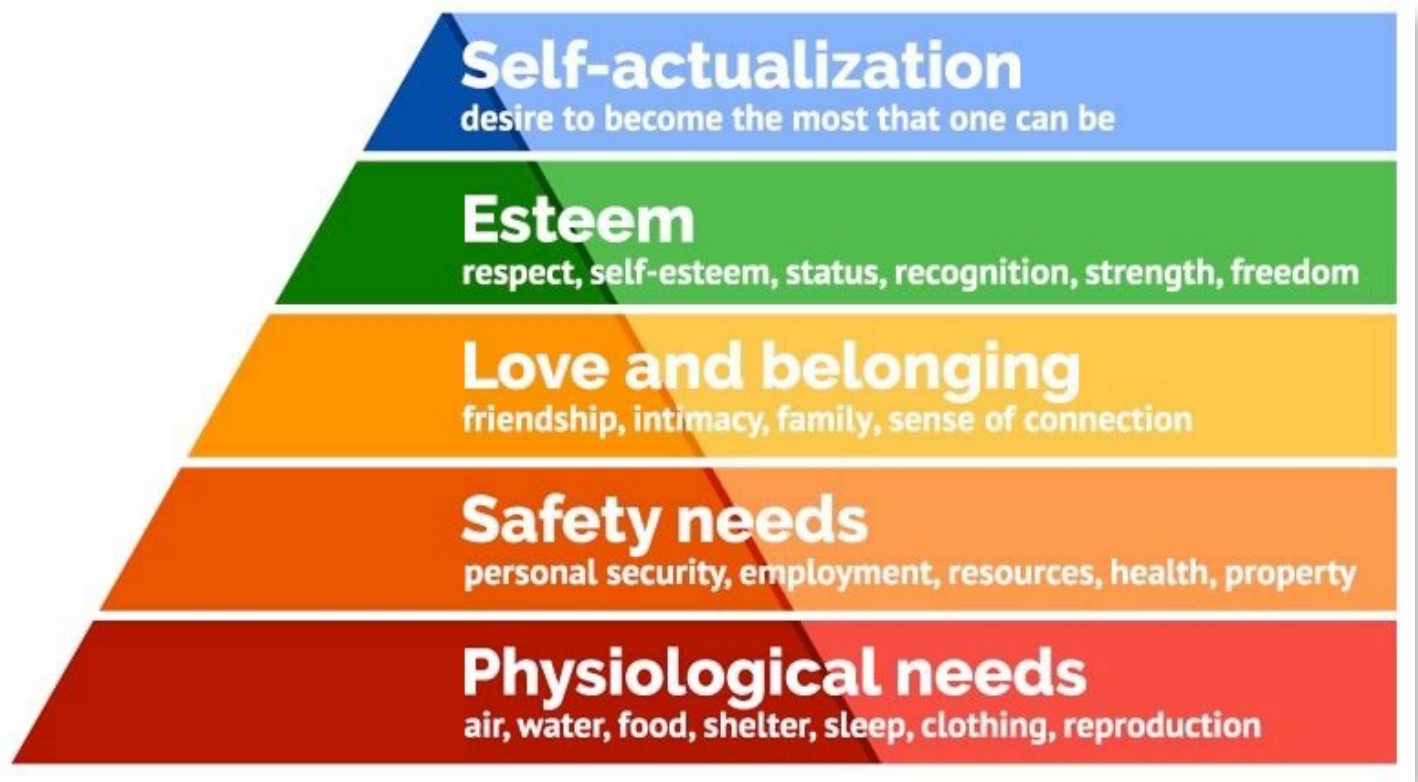 Self-actualization
desire to become the most that one can be
Esteem
respect, self-esteem, status, recognition, strength, freedom
Love and belonging
friendship, intimacy, family, sense of connection
Safety needs
personal security, employment, resources, health, property
Physiological needs
air, water, food, shelter, sleep, clothing, reproduction